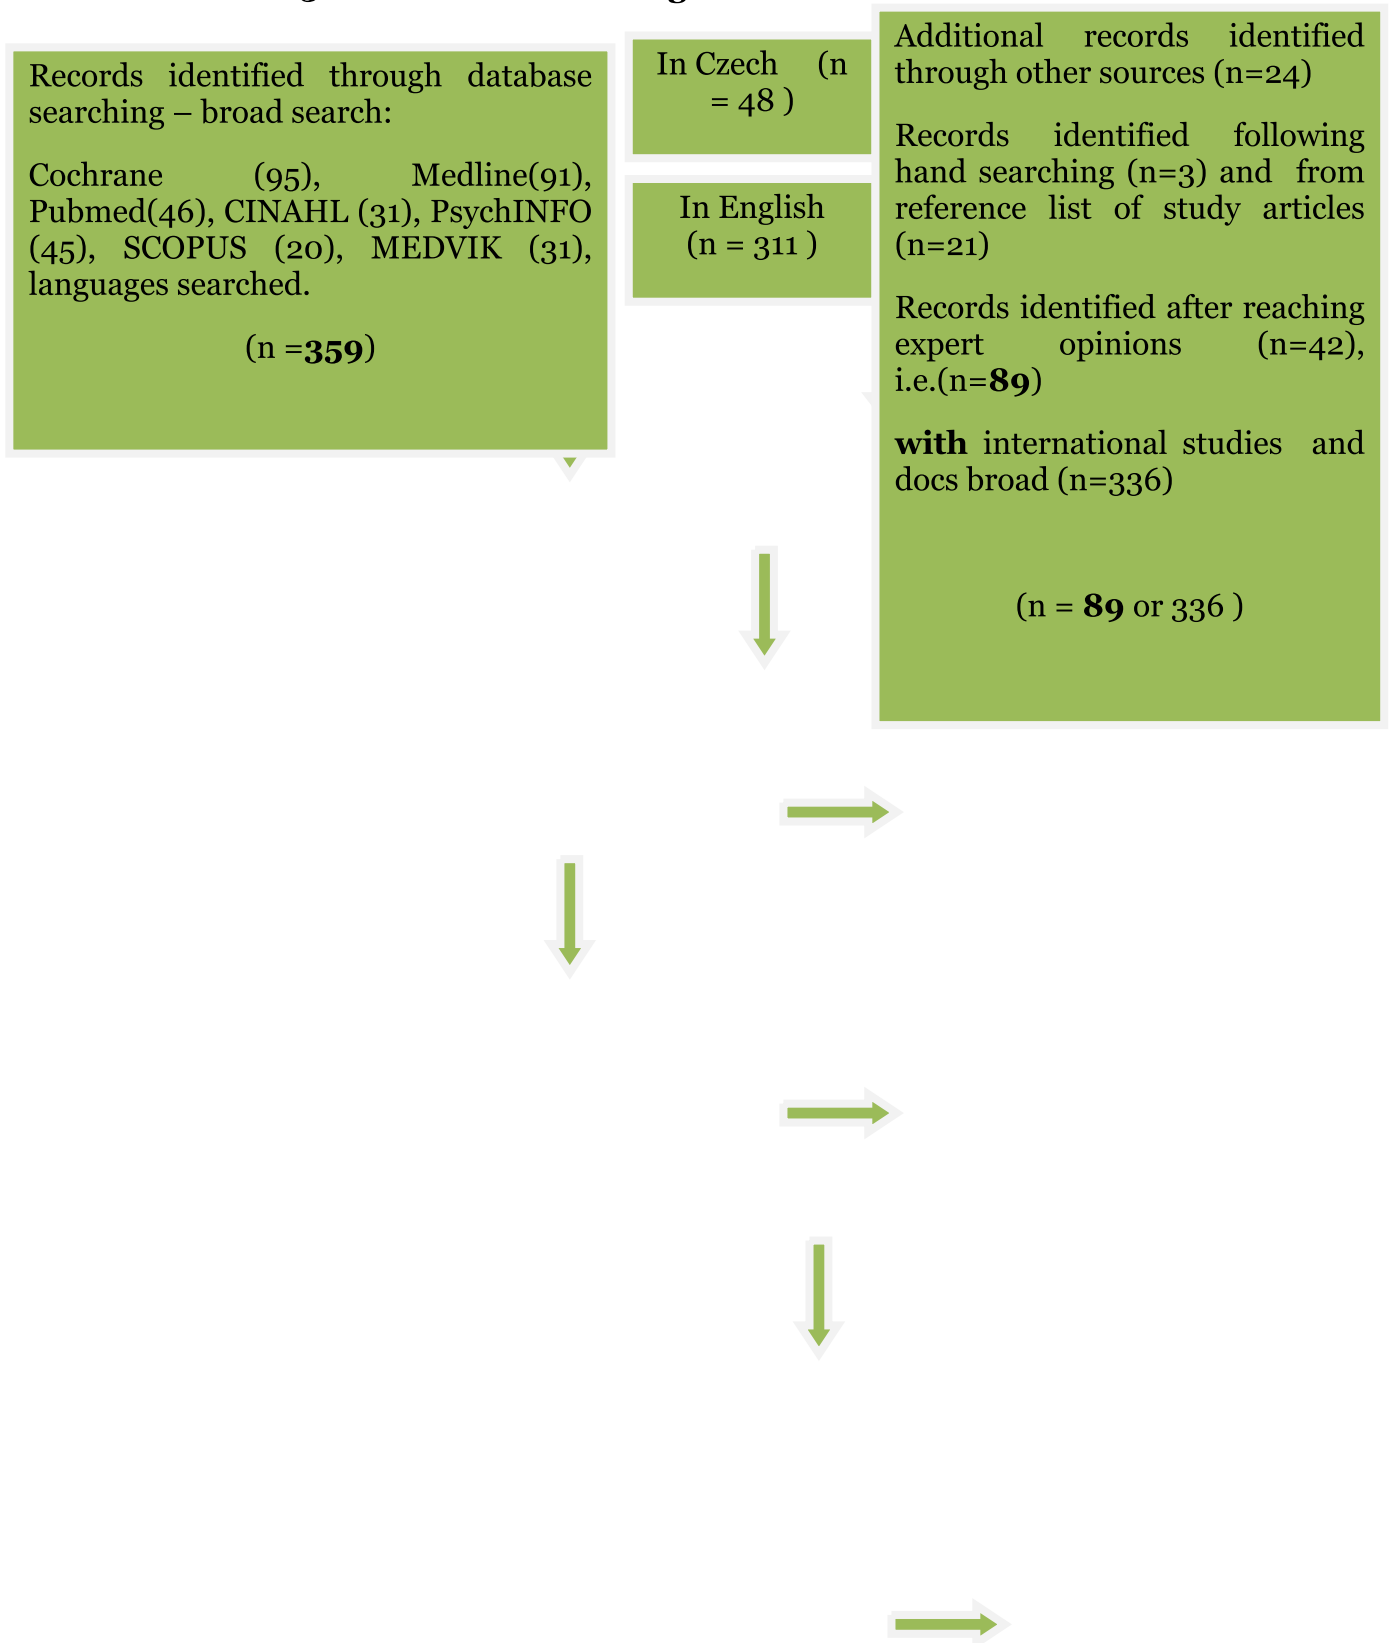 Records identified through database
searching – broad search:
Cochrane (95), Medline(91),
Pubmed(46), CINAHL (31), PsychINFO
(45), SCOPUS (20), MEDVIK (31),
languages searched.
(n =359)
In Czech (n
= 48 )
In English
(n = 311 )
Additional records identified
through other sources (n=24)
Records identified following
hand searching (n=3) and from
reference list of study articles
(n=21)
Records identified after reaching
expert opinions (n=42),
i.e.(n=89)
with international studies and
docs broad (n=336)
(n = 89 or 336 )